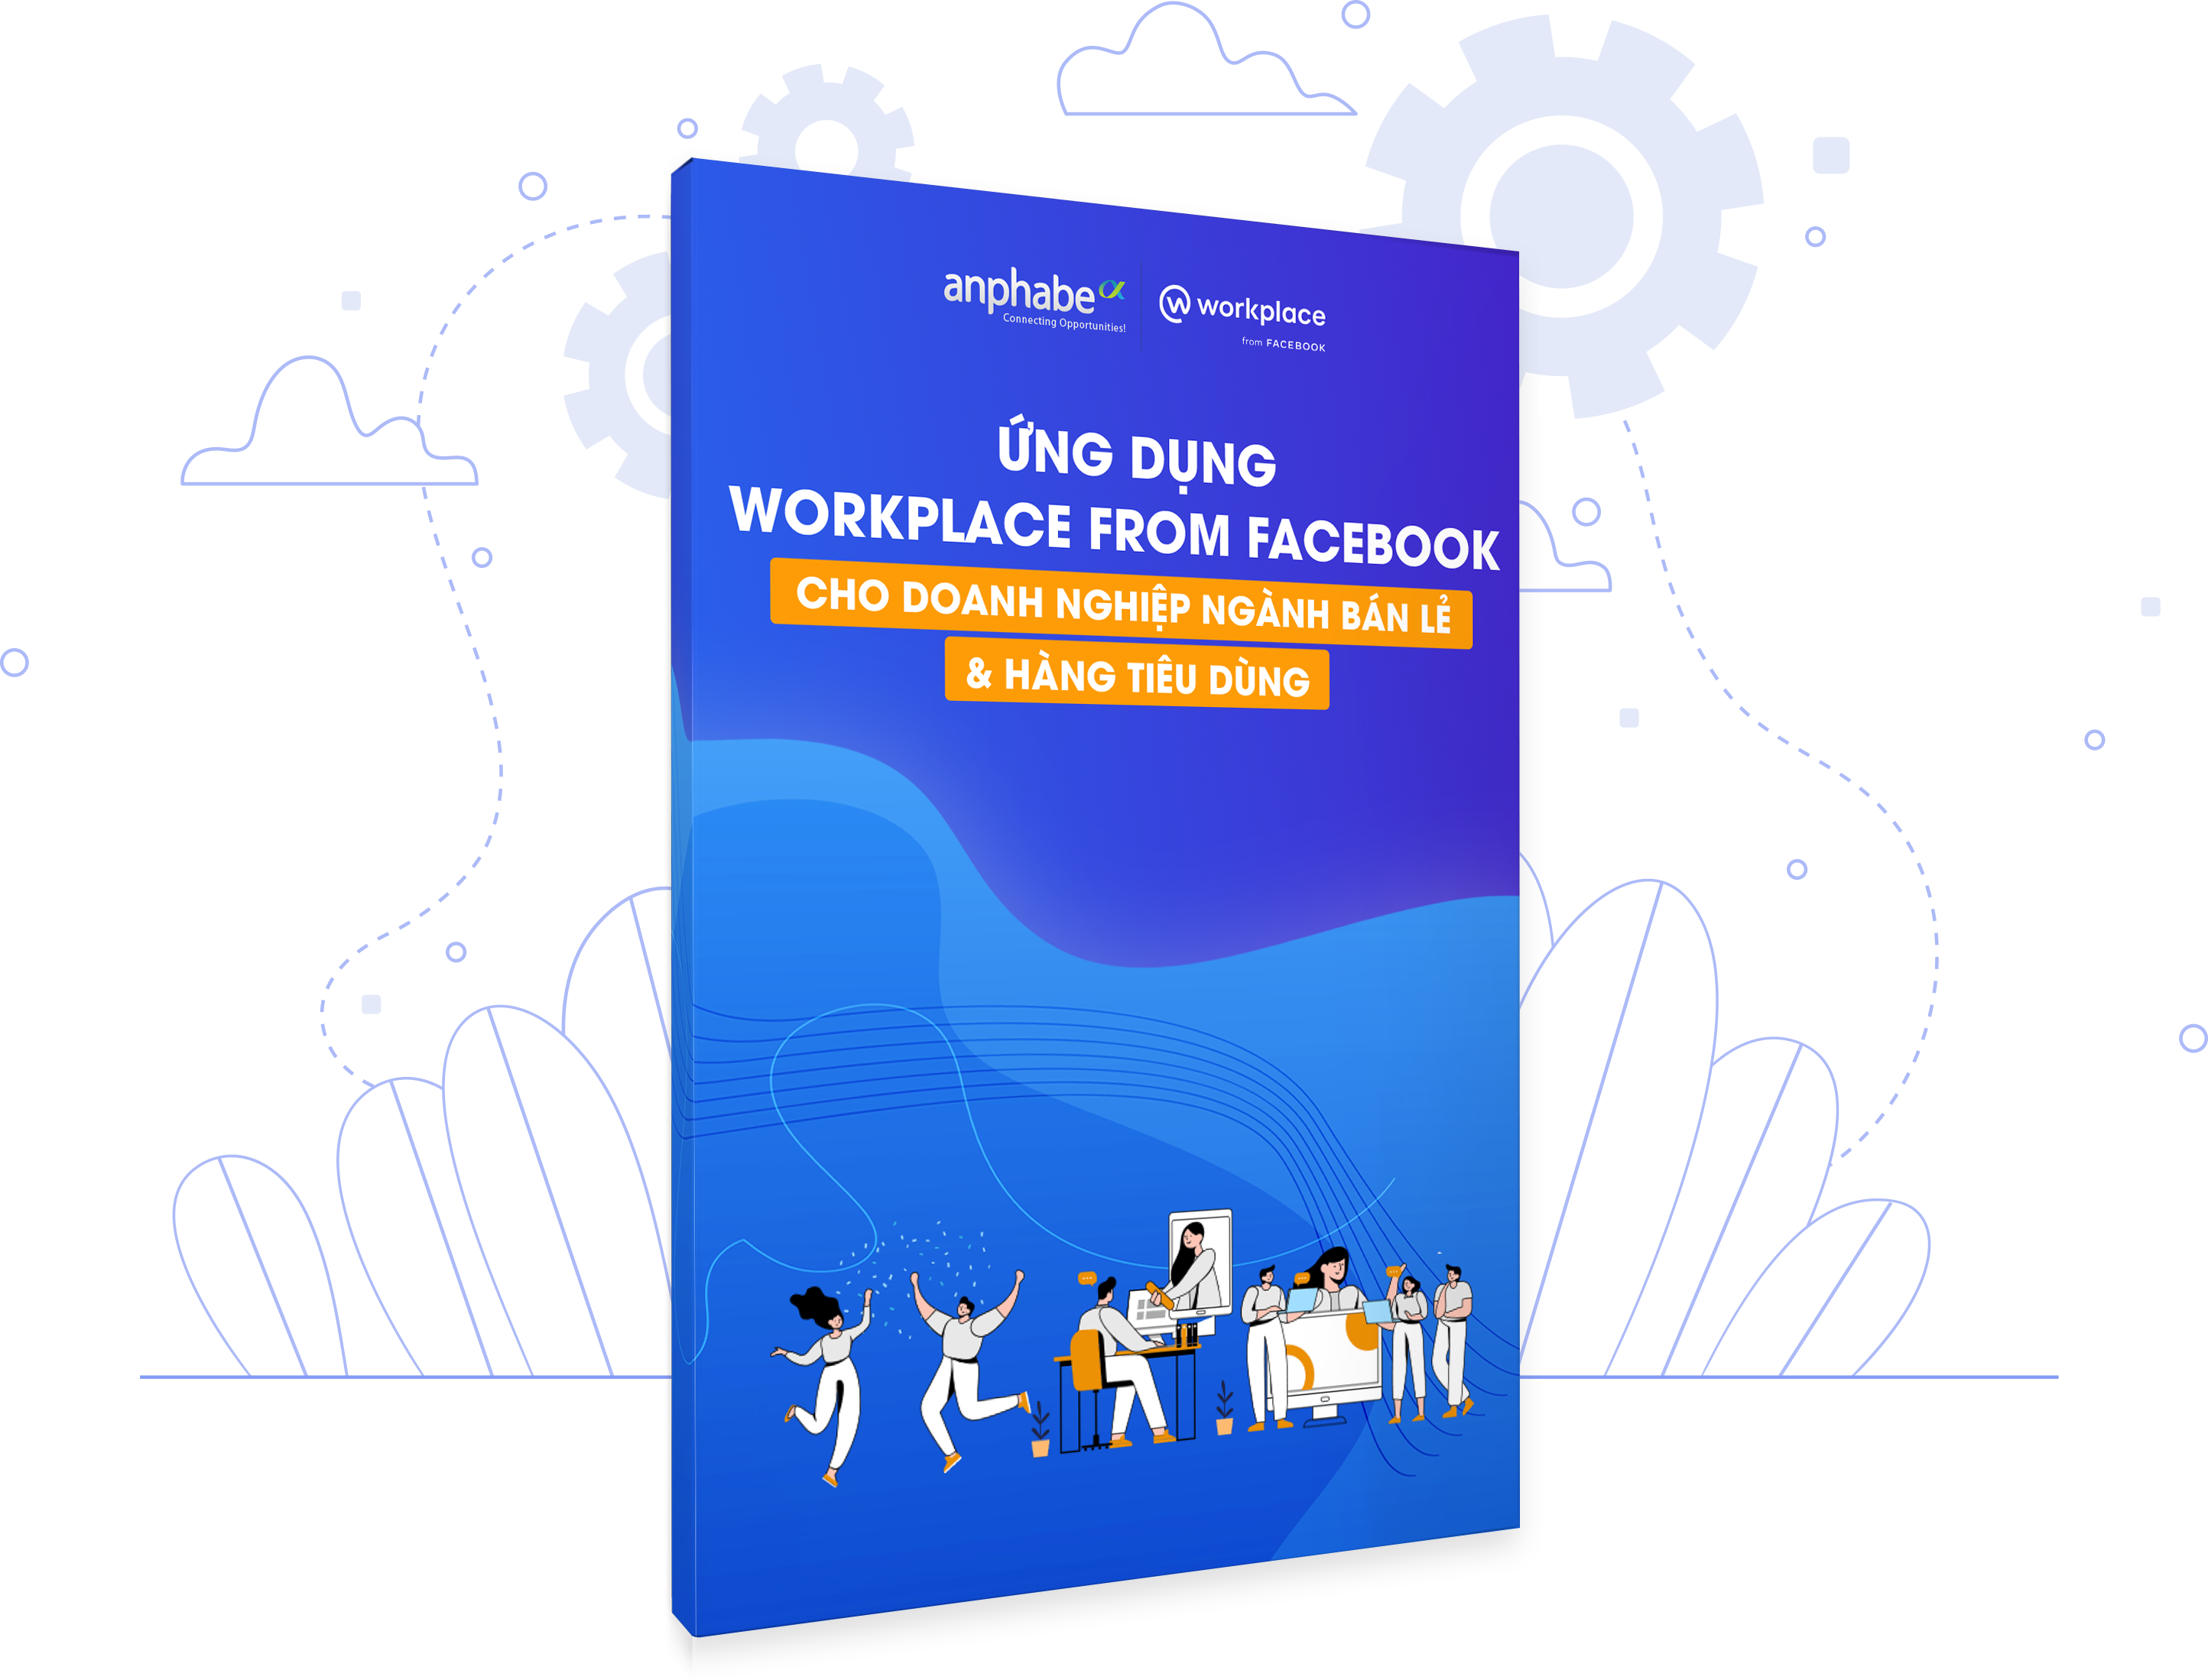 anphabe
Connecting Opportunities!
workplace
from FACEBOOK
ỨNG DỤNG
WORKPLACE FROM FACEBOOK
CHO DOANH NGHIỆP NGÀNH BÁN LẺ
& HÀNG TIÊU DÙNG